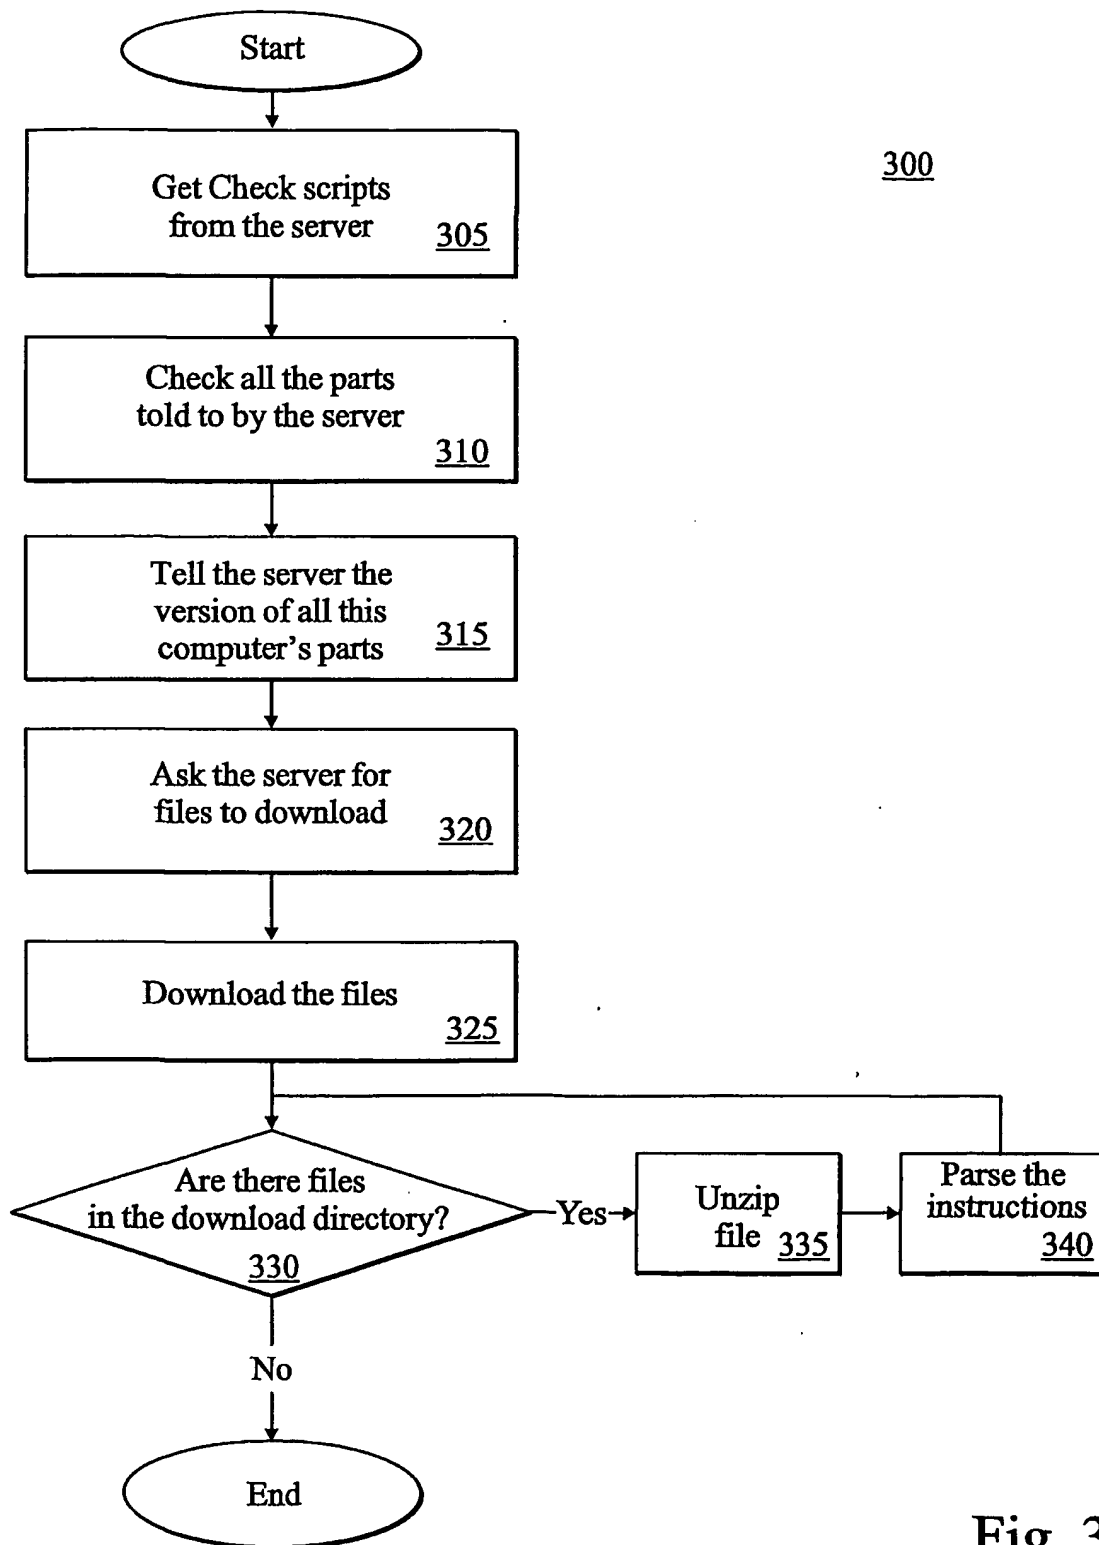 Start
300
Get Check scripts
from the server
305
Check all the parts
told to by the server
310
Tell the server the
version of all this
computer's parts
315
Ask the server for
files to download
320
Download the files
325
Are there files
in the download directory?
330
Yes
Unzip
file
335
Parse the
instructions
340
No
End
Fig. 3